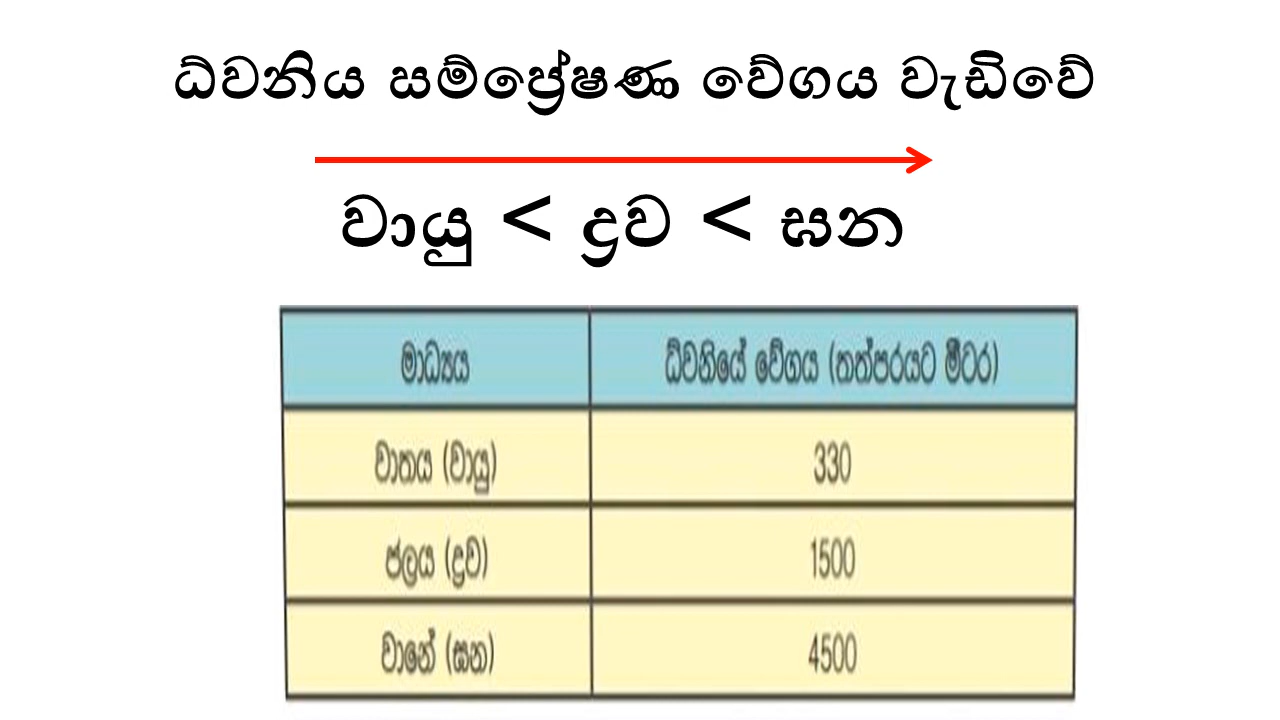 ධ්වනිය සම්ප්‍රේෂණ වේගය වැඩිවේ
වායු < ද්‍රව < ඝන
මාධ්‍යය ධ්වනියේ වේගය (තත්පරයට මීටර)
වාතය (වායු) 330
ජලය (ද්‍රව) 1500
වානේ (ඝන) 4500